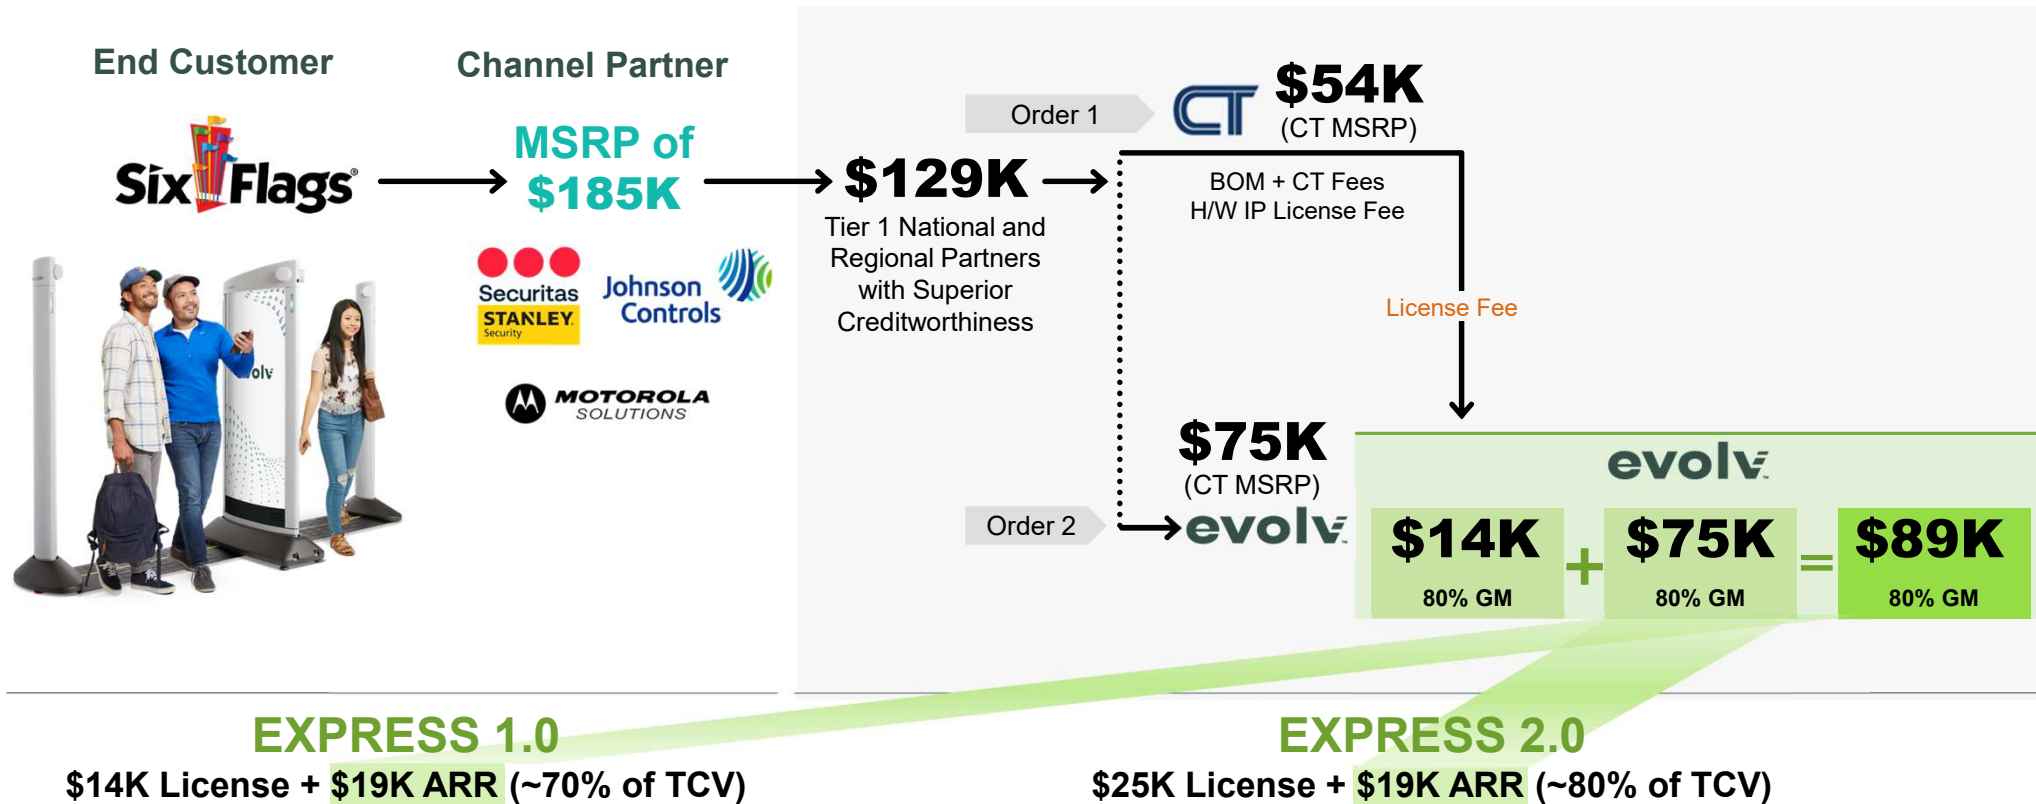 End Customer
Six Flags
Channel Partner
MSRP of
$185K
Securitas
STANLEY
Security
Johnson
Controls
MOTOROLA
SOLUTIONS
$129K
Tier 1 National and
Regional Partners
with Superior
Creditworthiness
Order 1
CT
$54K
(CT MSRP)
BOM + CT Fees
H/W IP License Fee
License Fee
Order 2
$75K
(CT MSRP)
evolv
evolv
$14K
80% GM
+
$75K
80% GM
=
$89K
80% GM
EXPRESS 1.0
$14K License + $19K ARR (~70% of TCV)
EXPRESS 2.0
$25K License + $19K ARR (~80% of TCV)